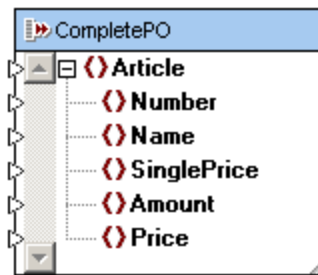 CompletePO
Article
Number
Name
SinglePrice
Amount
Price